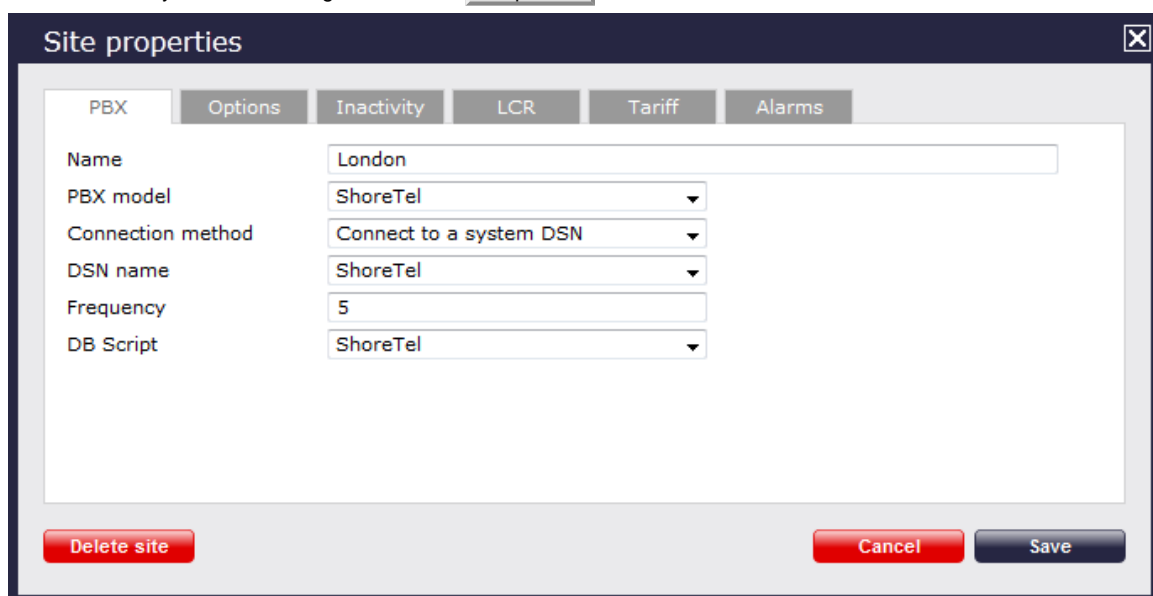 Site properties
PBX Options Inactivity LCR Tariff Alarms
Name London
PBX model ShoreTel
Connection method Connect to a system DSN
DSN name ShoreTel
Frequency 5
DB Script ShoreTel
Delete site Cancel Save